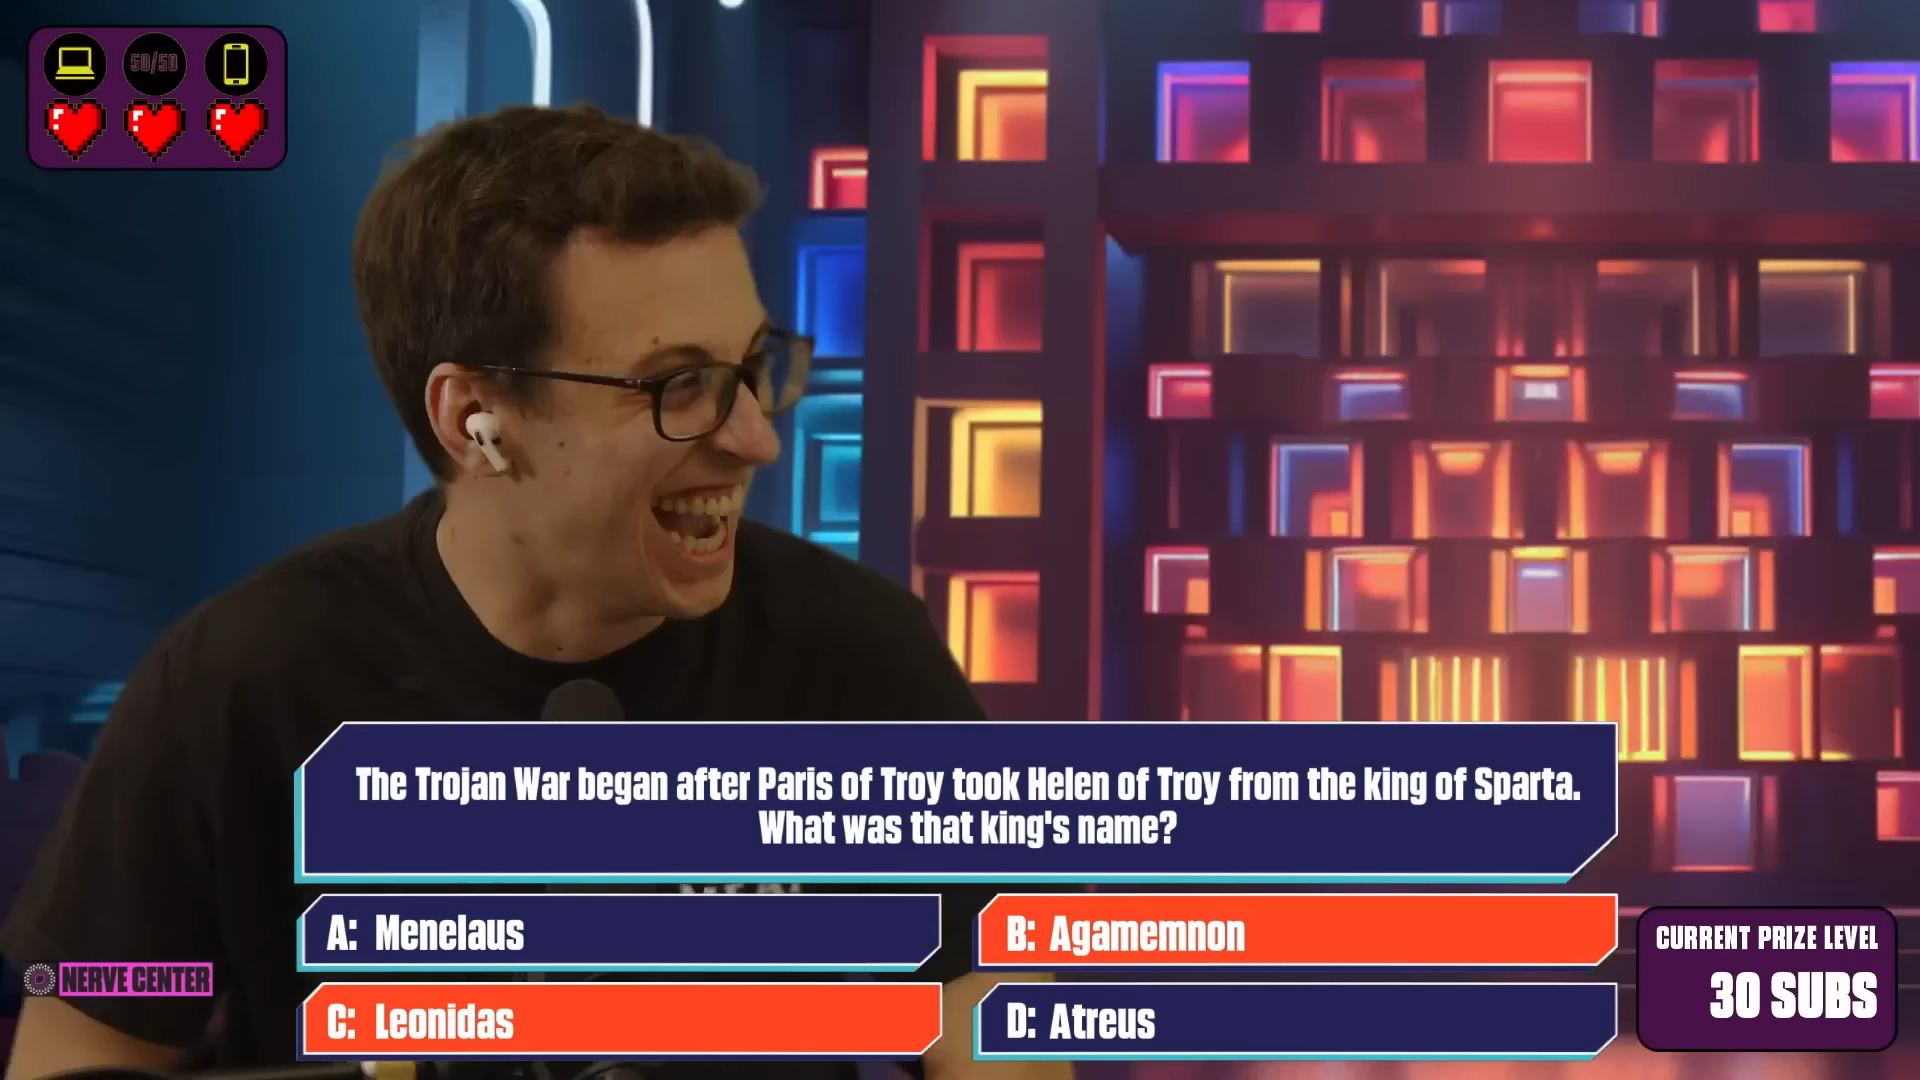 50/50
The Trojan War began after Paris of Troy took Helen of Troy from the king of Sparta.
What was that king's name?
A: Menelaus
B: Agamemnon
C: Leonidas
D: Atreus
CURRENT PRIZE LEVEL
30 SUBS
NERVE CENTER